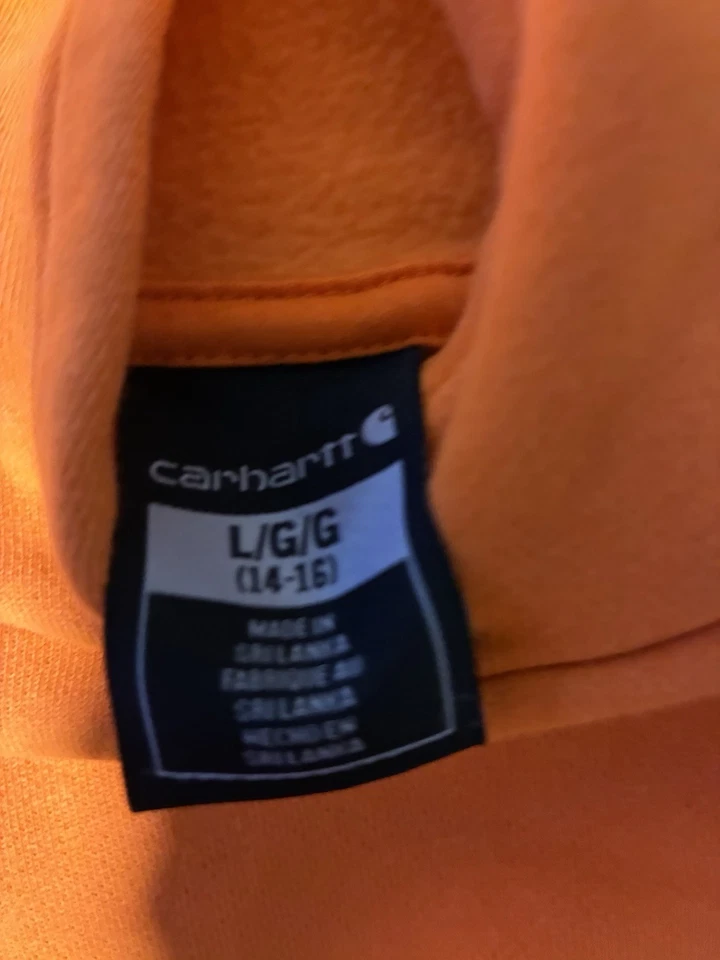 carhartt
L/G/G
(14-16)
MADE IN
SRI LANKA
FABRIQUE AU
SRI LANKA
HECHO EN
SRI LANKA